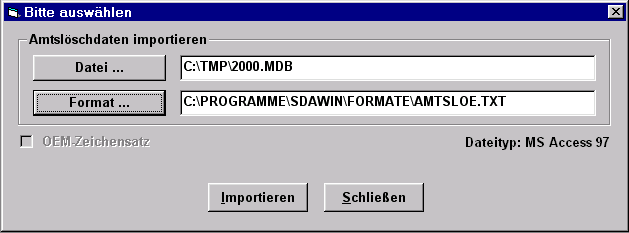 Bitte auswählen
Amtslöschdaten importieren
Datei ... C:\TMP\2000.MDB
Format ... C:\PROGRAMME\SDAWIN\FORMATE\AMTSLOE.TXT
OEM-Zeichensatz Dateityp: MS Access 97
Importieren Schließen